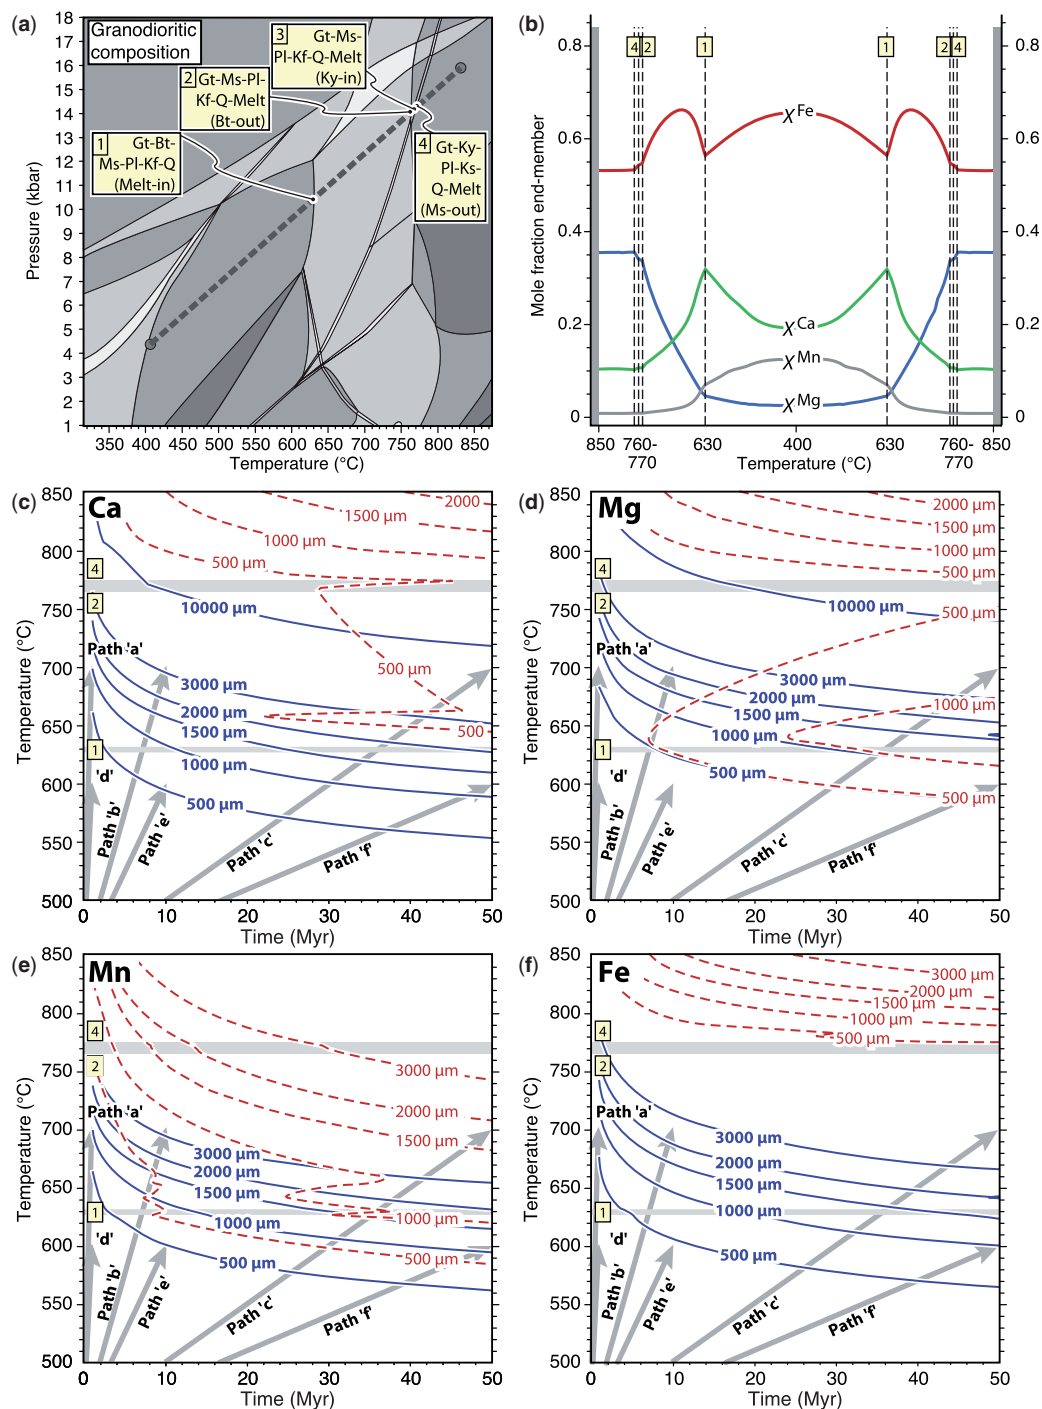 (a)
Granodioritic
composition
1 Gt-Bt-
Ms-Pl-Kf-Q
(Melt-in)
2 Gt-Ms-Pl-
Kf-Q-Melt
(Bt-out)
3 Gt-Ms-
Pl-Kf-Q-Melt
(Ky-in)
4 Gt-Ky-
Pl-Ks-
Q-Melt
(Ms-out)
18
17
16
15
14
13
12
11
10
9
8
7
6
5
4
3
2
1
Pressure (kbar)
350 400 450 500 550 600 650 700 750 800 850
Temperature (°C)
(b)
4 2 1 1 2 4
0.8 0.8
0.6 0.6
0.4 0.4
0.2 0.2
0 0
Mole fraction end-member
X Fe
X Ca
X Mn
X Mg
850 760- 630 400 630 760- 850
770 770
Temperature (°C)
(c)
Ca
850
800
750
700
650
600
550
500
Temperature (°C)
2000
1500 µm
1000 µm
500 µm
4
2
10000 µm
Path 'a'
500 µm
3000 µm
2000 µm
500
1500 µm
1
1000 µm
'd'
500 µm
Path 'b'
Path 'e'
Path 'c'
Path 'f'
0 10 20 30 40 50
Time (Myr)
(d)
Mg
850
800
750
700
650
600
550
500
Temperature (°C)
2000 µm
1500 µm
1000 µm
500 µm
4
2
10000 µm
500 µm
Path 'a'
3000 µm
2000 µm
1000 µm
1500 µm
1000 µm
1
500 µm
'd'
500 µm
Path 'b'
Path 'e'
Path 'c'
Path 'f'
0 10 20 30 40 50
Time (Myr)
(e)
Mn
850
800
750
700
650
600
550
500
Temperature (°C)
4
2
3000 µm
Path 'a'
2000 µm
1500 µm
3000 µm
2000 µm
1500 µm
1
1000 µm
1000 µm
'd'
500 µm
500 µm
Path 'b'
Path 'e'
Path 'c'
Path 'f'
0 10 20 30 40 50
Time (Myr)
(f)
Fe
850
800
750
700
650
600
550
500
Temperature (°C)
3000 µm
2000 µm
1500 µm
1000 µm
500 µm
4
2
Path 'a'
3000 µm
2000 µm
1500 µm
1
1000 µm
'd'
500 µm
Path 'b'
Path 'e'
Path 'c'
Path 'f'
0 10 20 30 40 50
Time (Myr)